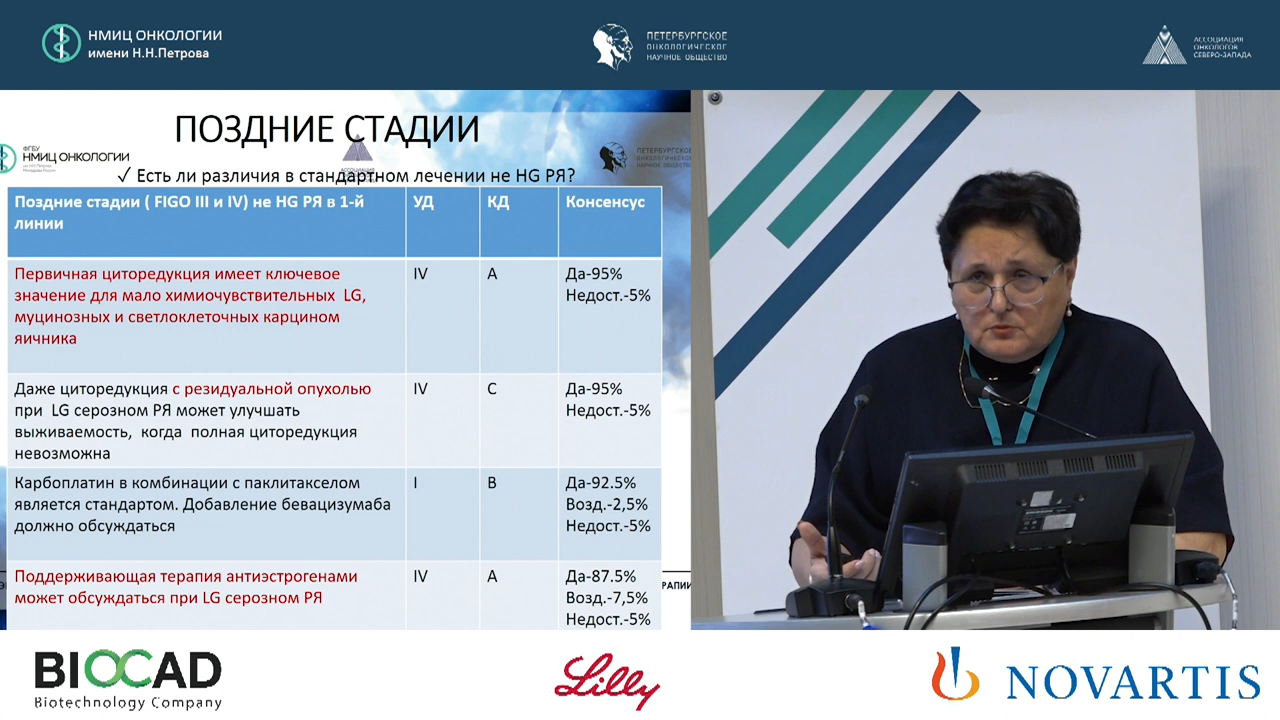 НМИЦ ОНКОЛОГИИ
имени Н.Н.Петрова
ПЕТЕРБУРГСКОЕ
ОНКОЛОГИЧЕСКОЕ
НАУЧНОЕ ОБЩЕСТВО
АССОЦИАЦИЯ
ОНКОЛОГОВ
СЕВЕРО-ЗАПАДА
ПОЗДНИЕ СТАДИИ
ФГБУ
НМИЦ ОНКОЛОГИИ
ПЕТЕРБУРГСКОЕ
ОНКОЛОГИЧЕСКОЕ
НАУЧНОЕ ОБЩЕСТВО
✓ Есть ли различия в стандартном лечении не HG РЯ?
Поздние стадии ( FIGO III и IV) не HG РЯ в 1-й
линии
УД
КД
Консенсус
Первичная циторедукция имеет ключевое
значение для мало химиочувствительных LG,
муцинозных и светлоклеточных карцином
яичника
IV
A
Да-95%
Недост.-5%
Даже циторедукция с резидуальной опухолью
при LG серозном РЯ может улучшать
выживаемость, когда полная циторедукция
невозможна
IV
C
Да-95%
Недост.-5%
Карбоплатин в комбинации с паклитакселом
является стандартом. Добавление бевацизумаба
должно обсуждаться
I
B
Да-92.5%
Возд.-2,5%
Недост.-5%
Поддерживающая терапия антиэстрогенами
может обсуждаться при LG серозном РЯ
IV
A
Да-87.5%
Возд.-7,5%
Недост.-5%
РАПИИ
BIOCAD
Biotechnology Company
Lilly
NOVARTIS